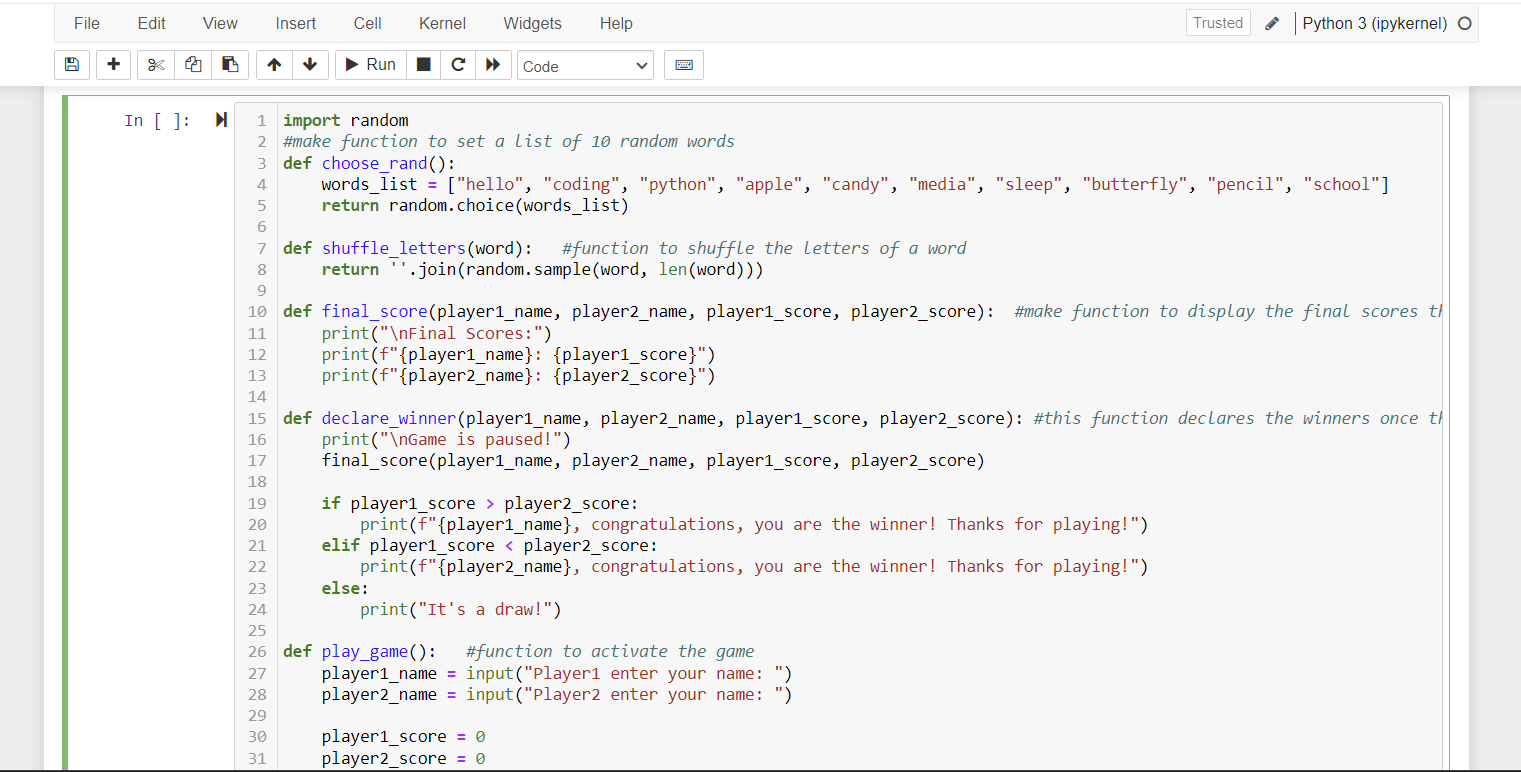 File Edit View Insert Cell Kernel Widgets Help Trusted Python 3 (ipykernel)
Run Code
In [ ]:
1 import random
2 #make function to set a list of 10 random words
3 def choose_rand():
4     words_list = ["hello", "coding", "python", "apple", "candy", "media", "sleep", "butterfly", "pencil", "school"]
5     return random.choice(words_list)
6
7 def shuffle_letters(word):   #function to shuffle the letters of a word
8     return ''.join(random.sample(word, len(word)))
9
10 def final_score(player1_name, player2_name, player1_score, player2_score):  #make function to display the final scores
11     print("\nFinal Scores:")
12     print(f"{player1_name}: {player1_score}")
13     print(f"{player2_name}: {player2_score}")
14
15 def declare_winner(player1_name, player2_name, player1_score, player2_score): #this function declares the winners once
16     print("\nGame is paused!")
17     final_score(player1_name, player2_name, player1_score, player2_score)
18
19     if player1_score > player2_score:
20         print(f"{player1_name}, congratulations, you are the winner! Thanks for playing!")
21     elif player1_score < player2_score:
22         print(f"{player2_name}, congratulations, you are the winner! Thanks for playing!")
23     else:
24         print("It's a draw!")
25
26 def play_game():   #function to activate the game
27     player1_name = input("Player1 enter your name: ")
28     player2_name = input("Player2 enter your name: ")
29
30     player1_score = 0
31     player2_score = 0